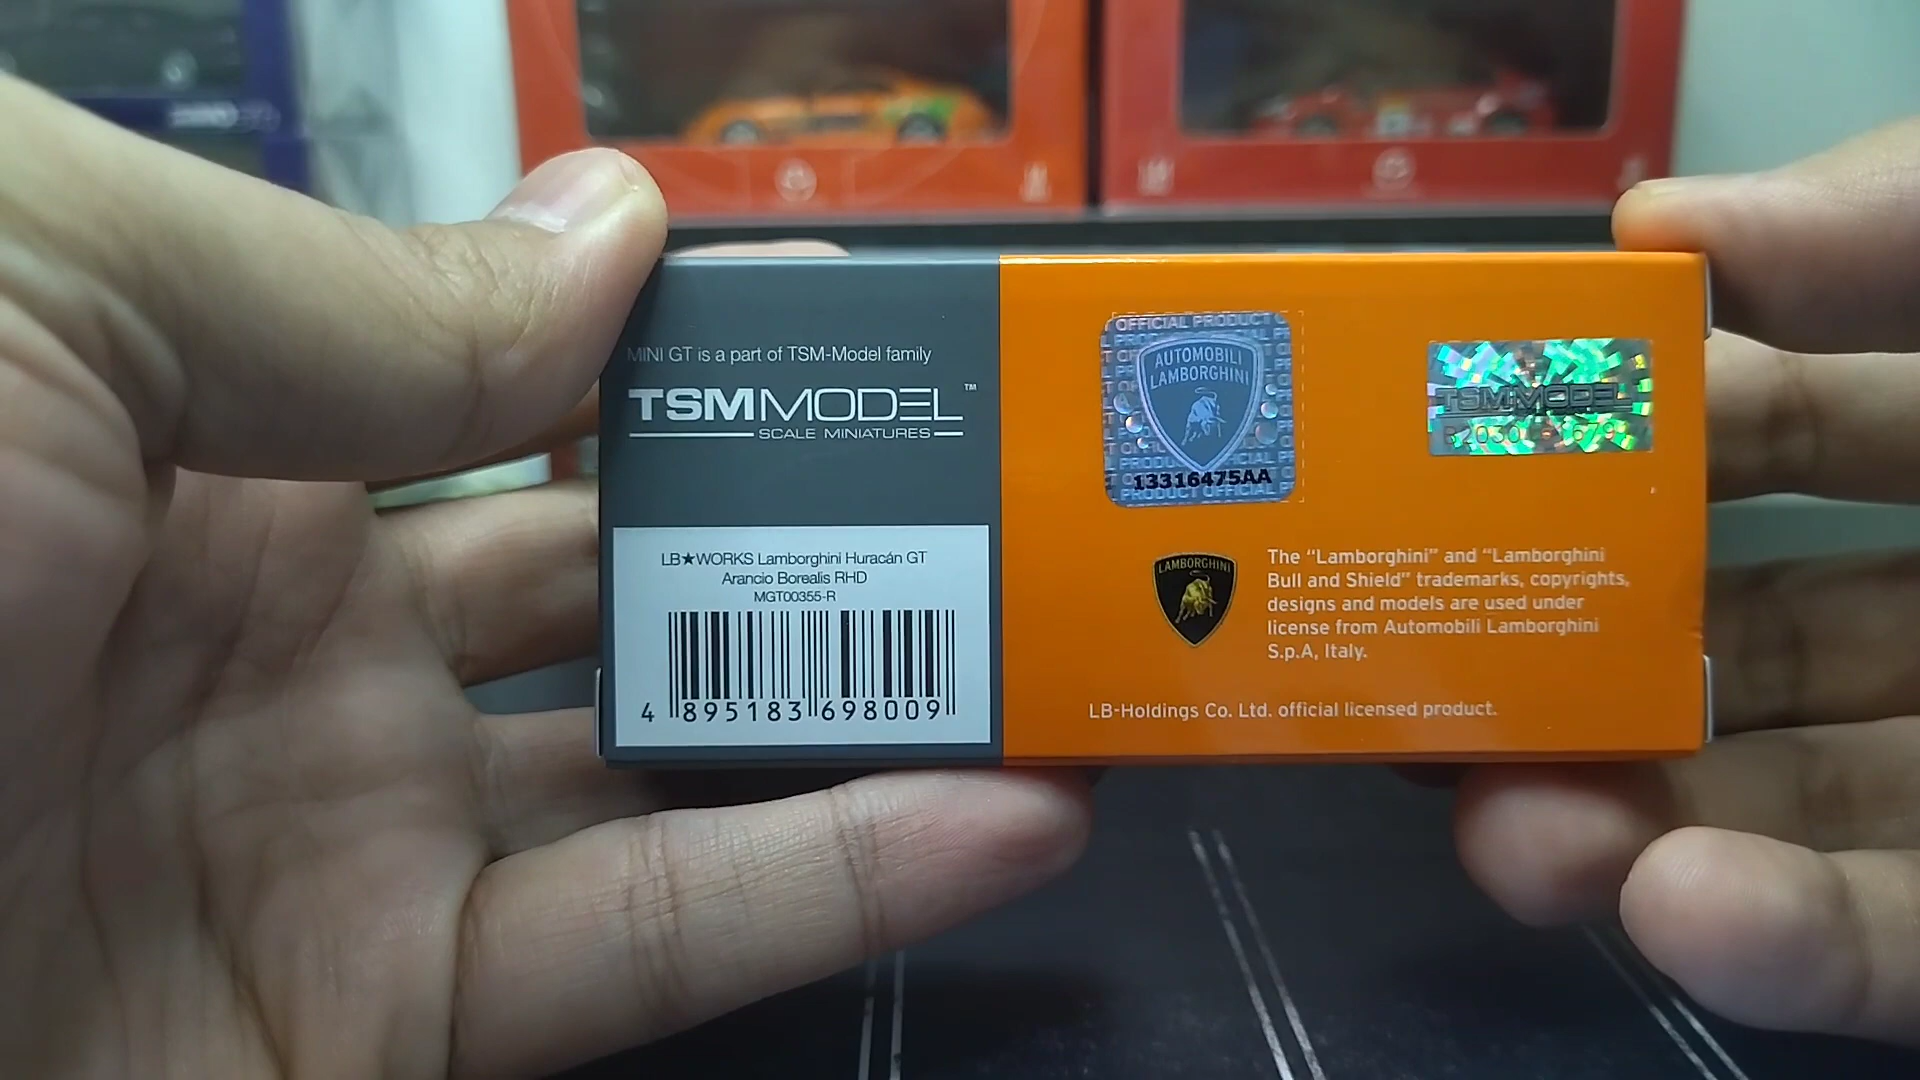 MINI GT is a part of TSM-Model family
TSMMODEL™
SCALE MINIATURES
LB★WORKS Lamborghini Huracán GT
Arancio Borealis RHD
MGT00355-R
4 895183 698009
OFFICIAL PRODUCT
AUTOMOBILI
LAMBORGHINI
13316475AA
PRODUCT OFFICIAL
TSMMODEL
LAMBORGHINI
The “Lamborghini” and “Lamborghini
Bull and Shield” trademarks, copyrights,
designs and models are used under
license from Automobili Lamborghini
S.p.A, Italy.
LB-Holdings Co. Ltd. official licensed product.